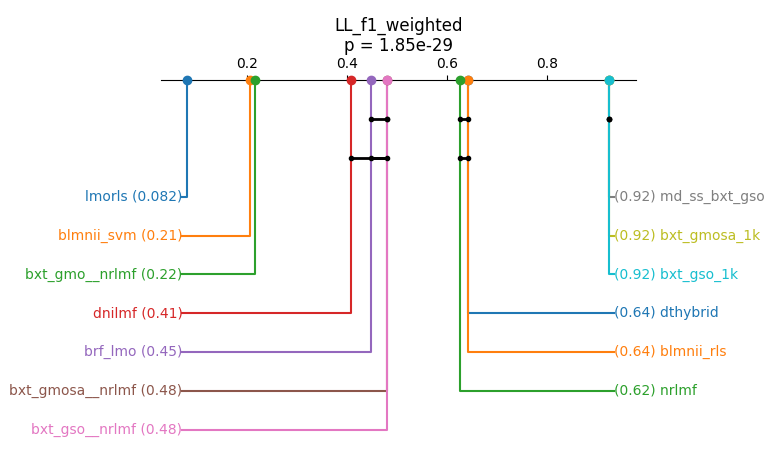 LL_f1_weighted
p = 1.85e-29
0.2 0.4 0.6 0.8
lmorls (0.082)
(0.92) md_ss_bxt_gso
blmnii_svm (0.21)
(0.92) bxt_gmosa_1k
bxt_gmo__nrlmf (0.22)
(0.92) bxt_gso_1k
dnilmf (0.41)
(0.64) dthybrid
brf_lmo (0.45)
(0.64) blmnii_rls
bxt_gmosa__nrlmf (0.48)
(0.62) nrlmf
bxt_gso__nrlmf (0.48)